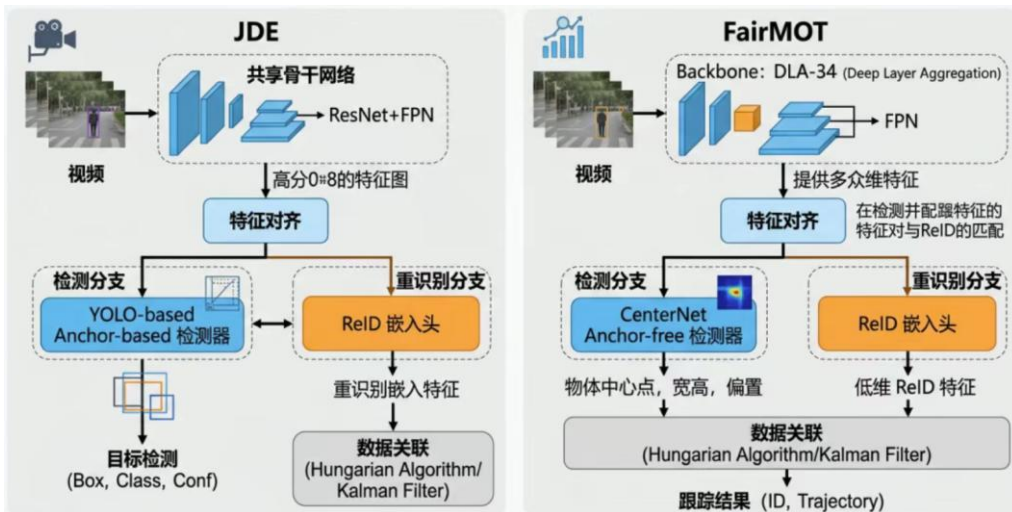 JDE
共享骨干网络
ResNet+FPN
视频
高分0#8的特征图
特征对齐
检测分支
重识别分支
YOLO-based
Anchor-based 检测器
ReID 嵌入头
重识别嵌入特征
目标检测
(Box, Class, Conf)
数据关联
(Hungarian Algorithm/
Kalman Filter)
FairMOT
Backbone: DLA-34 (Deep Layer Aggregation)
FPN
视频
提供多众维特征
特征对齐
在检测并配跟特征的
特征对与ReID的匹配
检测分支
重识别分支
CenterNet
Anchor-free 检测器
ReID 嵌入头
物体中心点，宽高，偏置
低维 ReID 特征
数据关联
(Hungarian Algorithm/Kalman Filter)
跟踪结果 (ID, Trajectory)